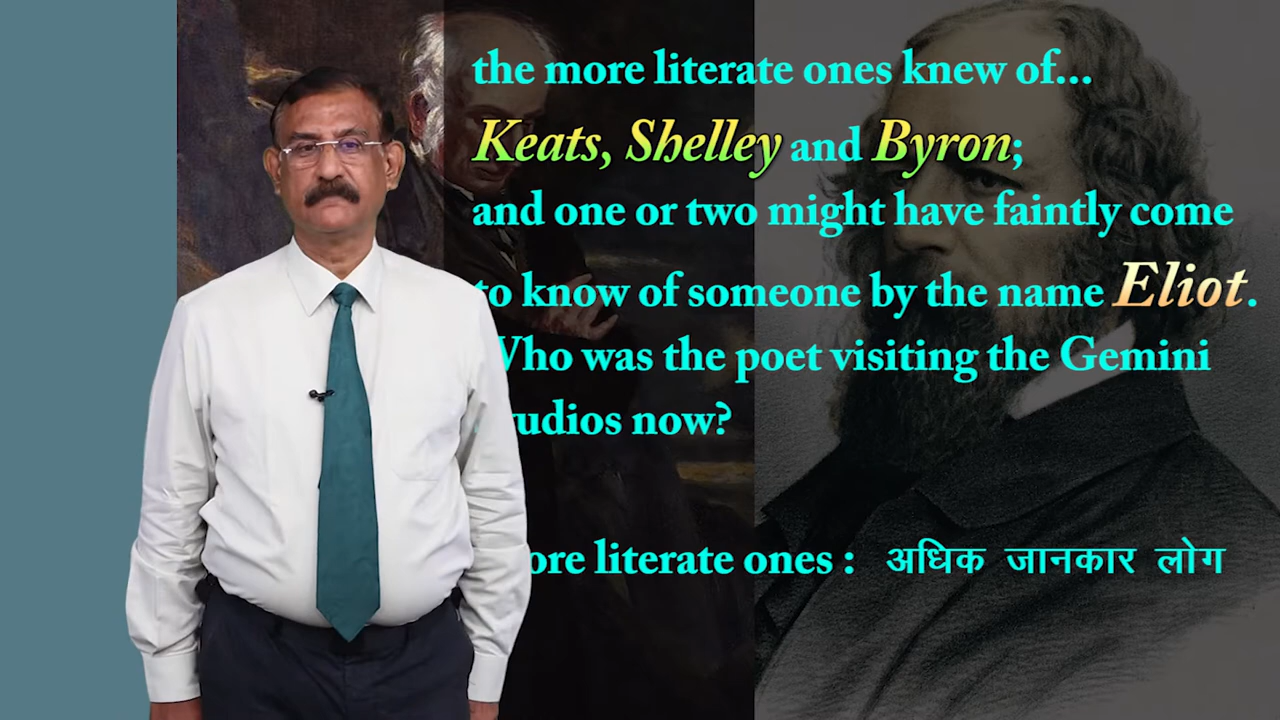 the more literate ones knew of...
Keats, Shelley and Byron;
and one or two might have faintly come
to know of someone by the name Eliot.
Who was the poet visiting the Gemini
Studios now?
more literate ones : अधिक जानकार लोग